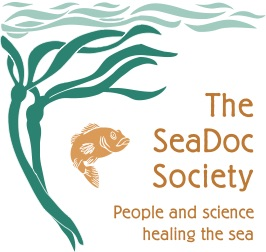 The
SeaDoc
Society
People and science
healing the sea